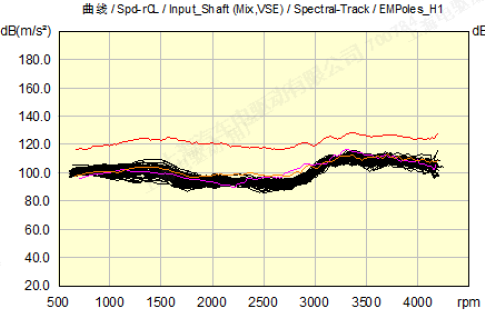 曲线 / Spd-rCL / Input_Shaft (Mix,VSE) / Spectral-Track / EMPoles_H1
dB(m/s²)
dB
180.0
160.0
140.0
120.0
100.0
80.0
60.0
40.0
20.0
500 1000 1500 2000 2500 3000 3500 4000 rpm